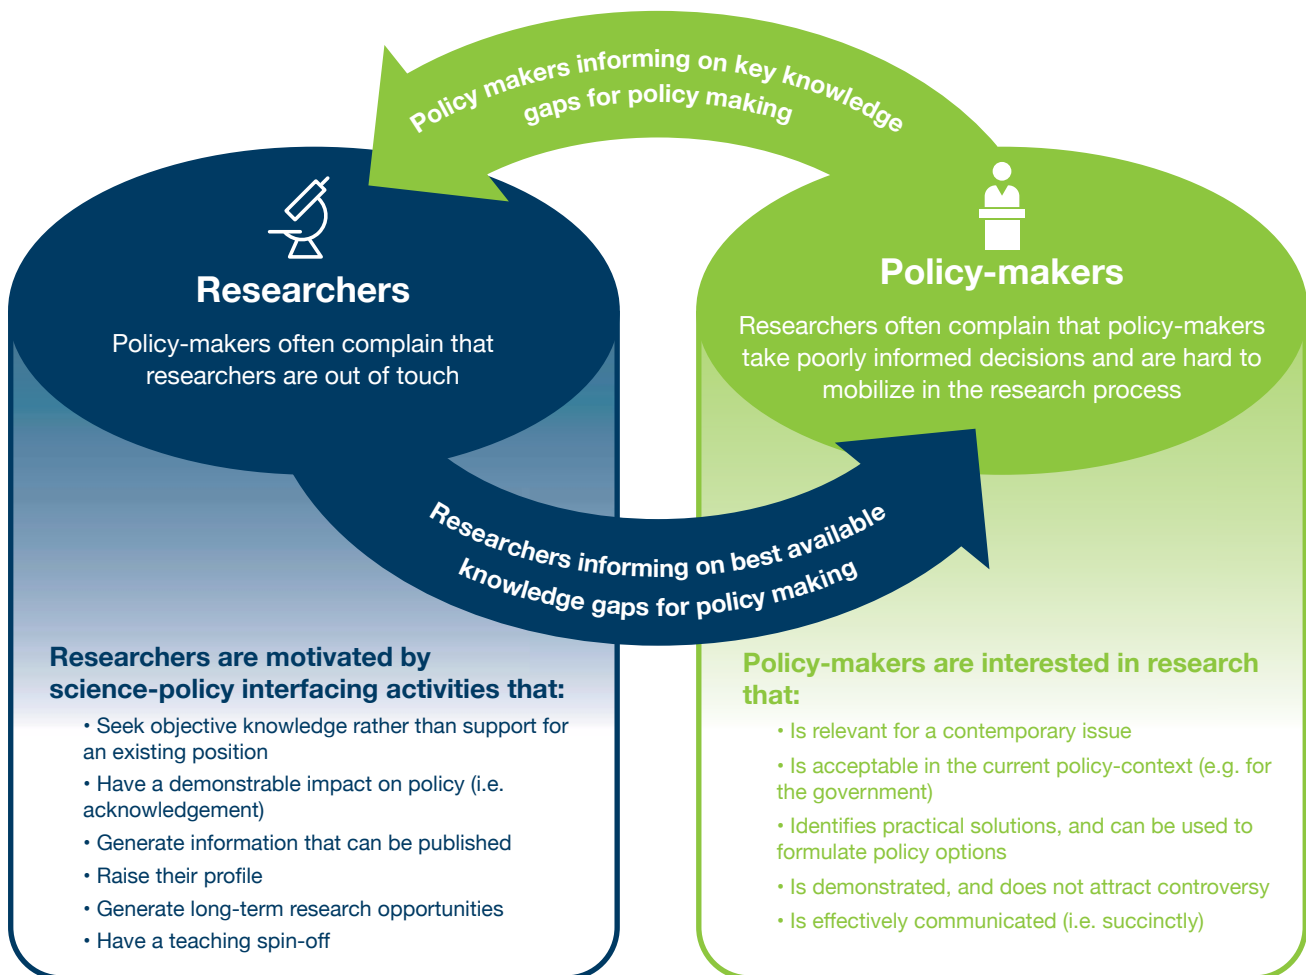 Policy makers informing on key knowledge
gaps for policy making
Researchers
Policy-makers often complain that
researchers are out of touch
Policy-makers
Researchers often complain that policy-makers
take poorly informed decisions and are hard to
mobilize in the research process
Researchers informing on best available
knowledge gaps for policy making
Researchers are motivated by
science-policy interfacing activities that:
• Seek objective knowledge rather than support for
an existing position
• Have a demonstrable impact on policy (i.e.
acknowledgement)
• Generate information that can be published
• Raise their profile
• Generate long-term research opportunities
• Have a teaching spin-off
Policy-makers are interested in research
that:
• Is relevant for a contemporary issue
• Is acceptable in the current policy-context (e.g. for
the government)
• Identifies practical solutions, and can be used to
formulate policy options
• Is demonstrated, and does not attract controversy
• Is effectively communicated (i.e. succinctly)